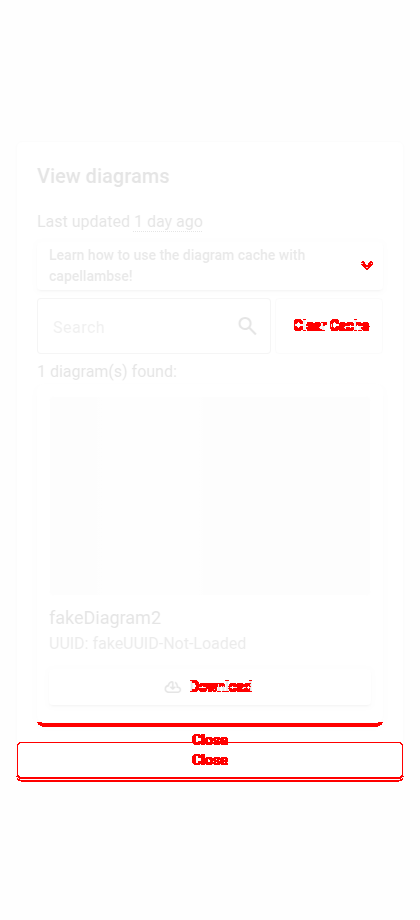 View diagrams
Last updated 1 day ago
Learn how to use the diagram cache with
capellambse!
Search
Clear Cache
1 diagram(s) found:
fakeDiagram2
UUID: fakeUUID-Not-Loaded
Download
Close
Close